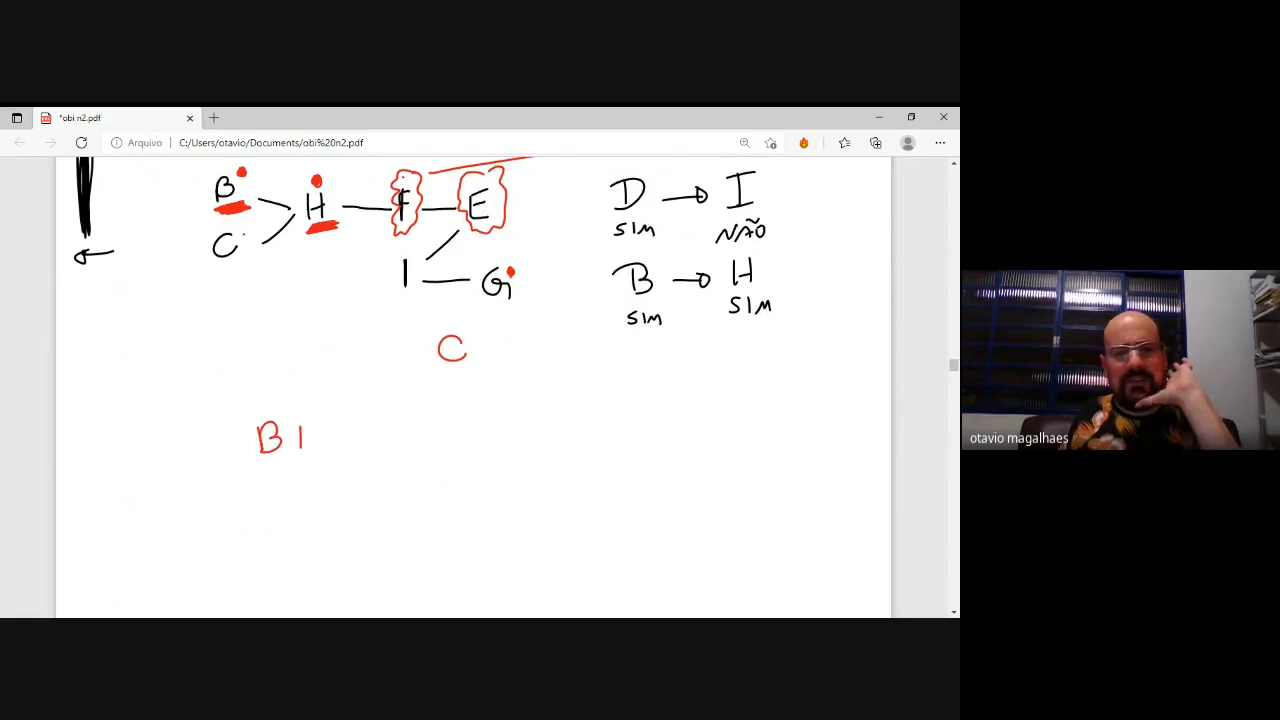 *obi n2.pdf
Arquivo C:/Users/otavio/Documents/obi%20n2.pdf
B H F E
C
I G
D I
SIM NÃO
B H
SIM SIM
C
B I
otavio magalhaes